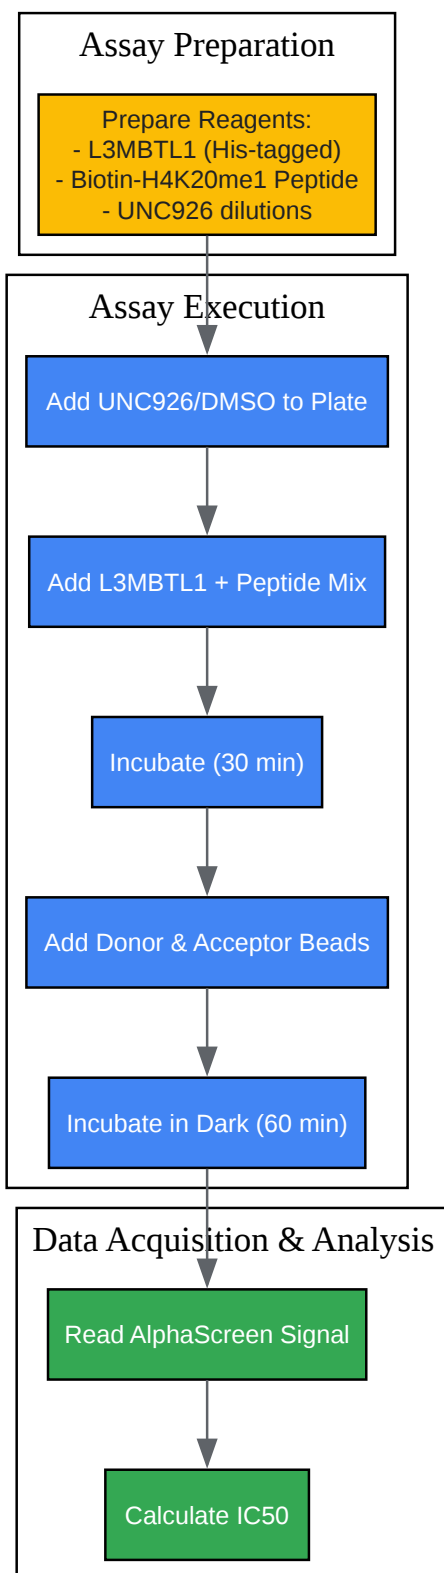 Assay Preparation
Prepare Reagents:
- L3MBTL1 (His-tagged)
- Biotin-H4K20me1 Peptide
- UNC926 dilutions
Assay Execution
Add UNC926/DMSO to Plate
Add L3MBTL1 + Peptide Mix
Incubate (30 min)
Add Donor & Acceptor Beads
Incubate in Dark (60 min)
Data Acquisition & Analysis
Read AlphaScreen Signal
Calculate IC50